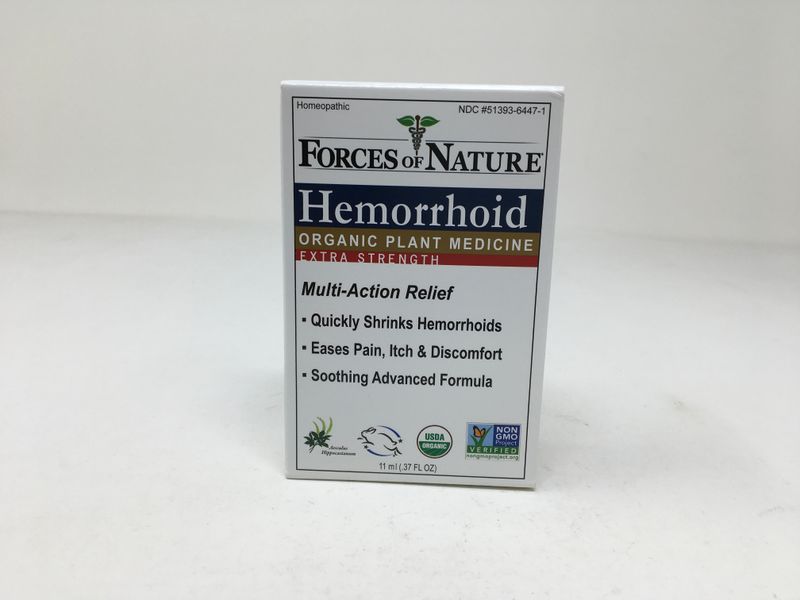 Homeopathic NDC #51393-6447-1
FORCES OF NATURE
Hemorrhoid
ORGANIC PLANT MEDICINE
EXTRA STRENGTH
Multi-Action Relief
▪ Quickly Shrinks Hemorrhoids
▪ Eases Pain, Itch & Discomfort
▪ Soothing Advanced Formula
Aesculus
Hippocastanum
USDA
ORGANIC
NON
GMO
Project
VERIFIED
nongmoproject.org
11 ml (.37 FL OZ)